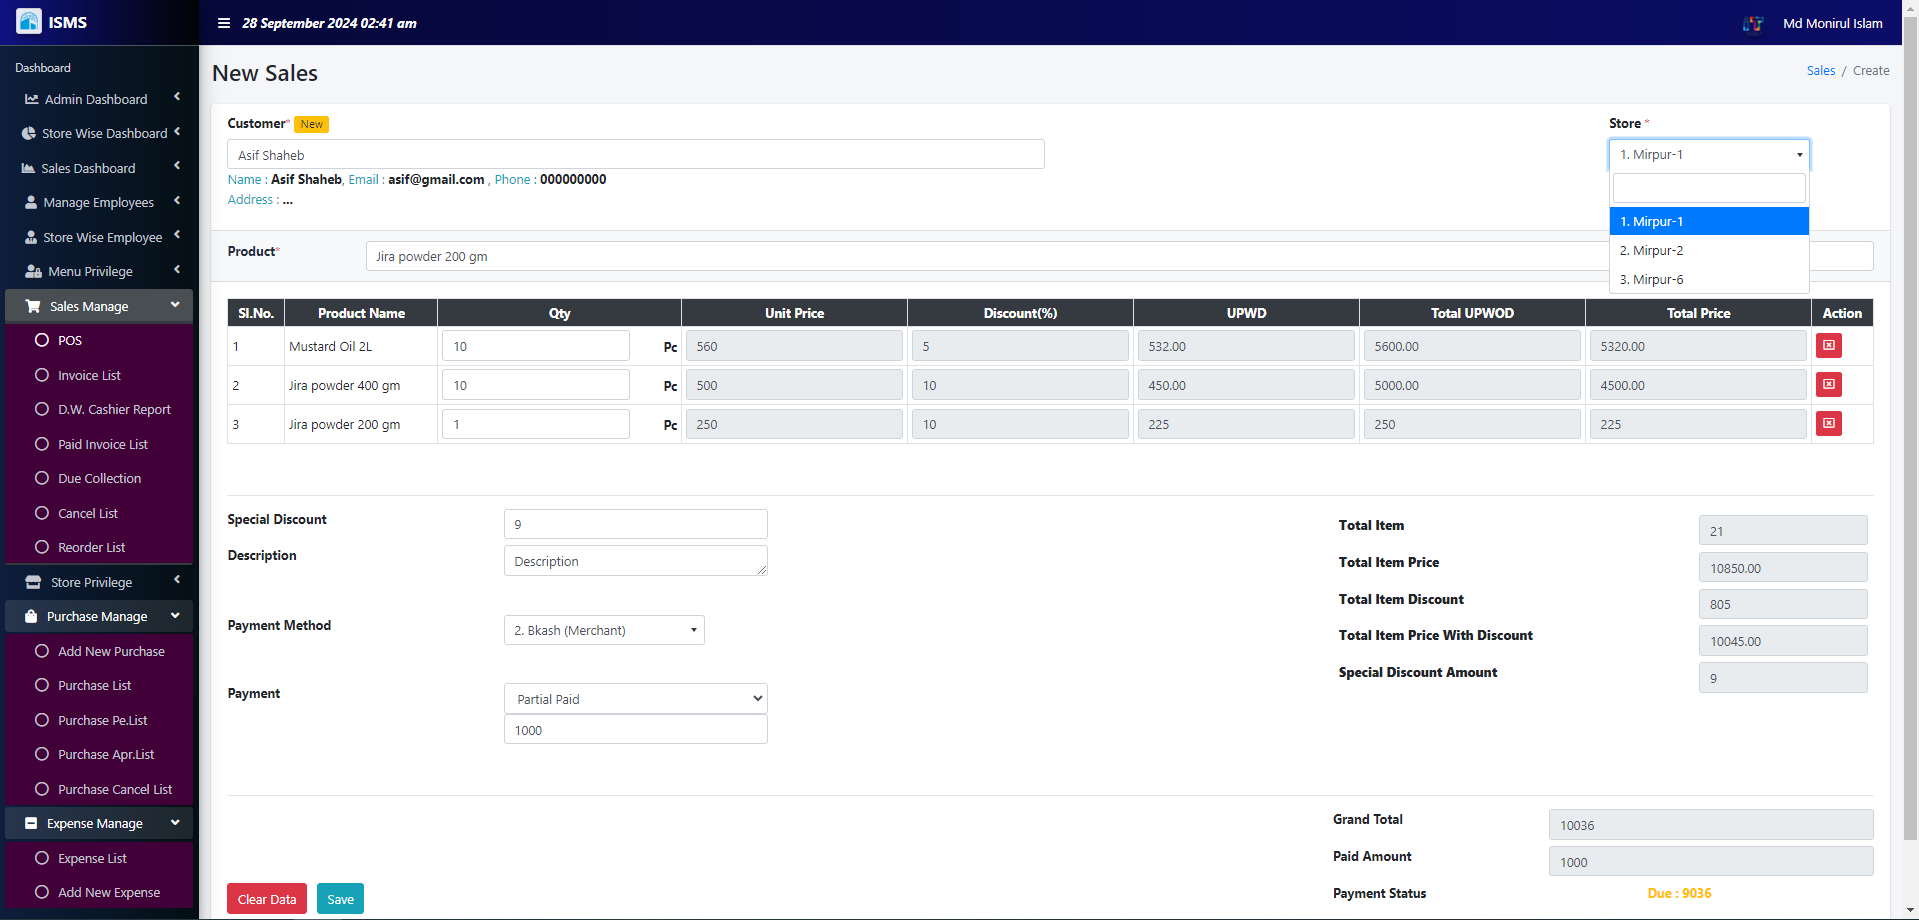 ISMS
28 September 2024 02:41 am
Md Monirul Islam
Dashboard
Admin Dashboard
Store Wise Dashboard
Sales Dashboard
Manage Employees
Store Wise Employee
Menu Privilege
Sales Manage
POS
Invoice List
D.W. Cashier Report
Paid Invoice List
Due Collection
Cancel List
Reorder List
Store Privilege
Purchase Manage
Add New Purchase
Purchase List
Purchase Pe.List
Purchase Apr.List
Purchase Cancel List
Expense Manage
Expense List
Add New Expense
New Sales
Sales / Create
Customer* New
Asif Shaheb
Name : Asif Shaheb, Email : asif@gmail.com , Phone : 000000000
Address : ...
Store *
1. Mirpur-1
1. Mirpur-1
2. Mirpur-2
3. Mirpur-6
Product*
Jira powder 200 gm
Sl.No. Product Name Qty Unit Price Discount(%) UPWD Total UPWOD Total Price Action
1 Mustard Oil 2L 10 Pc 560 5 532.00 5600.00 5320.00
2 Jira powder 400 gm 10 Pc 500 10 450.00 5000.00 4500.00
3 Jira powder 200 gm 1 Pc 250 10 225 250 225
Special Discount 9
Description Description
Payment Method 2. Bkash (Merchant)
Payment Partial Paid
1000
Total Item 21
Total Item Price 10850.00
Total Item Discount 805
Total Item Price With Discount 10045.00
Special Discount Amount 9
Grand Total 10036
Paid Amount 1000
Payment Status Due : 9036
Clear Data Save